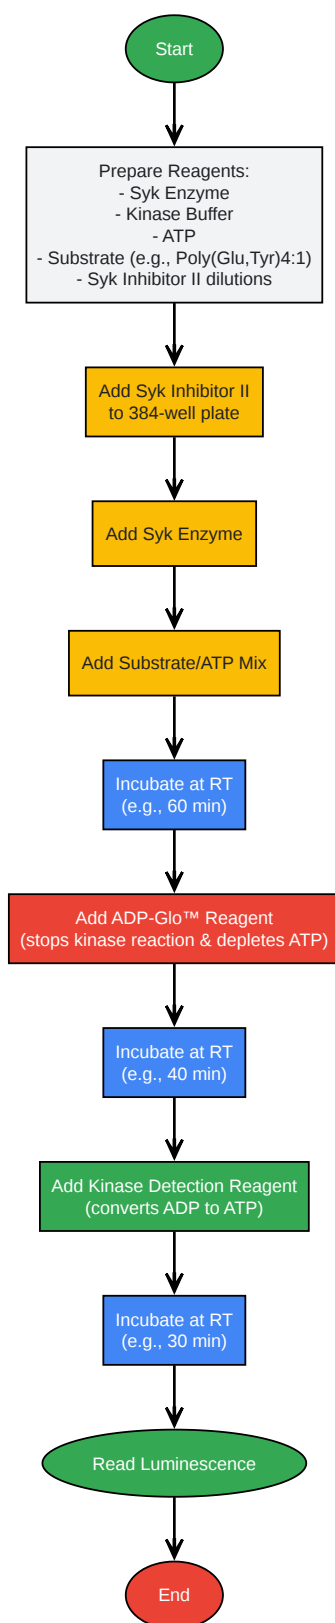 Start
Prepare Reagents:
- Syk Enzyme
- Kinase Buffer
- ATP
- Substrate (e.g., Poly(Glu,Tyr)4:1)
- Syk Inhibitor II dilutions
Add Syk Inhibitor II
to 384-well plate
Add Syk Enzyme
Add Substrate/ATP Mix
Incubate at RT
(e.g., 60 min)
Add ADP-Glo™ Reagent
(stops kinase reaction & depletes ATP)
Incubate at RT
(e.g., 40 min)
Add Kinase Detection Reagent
(converts ADP to ATP)
Incubate at RT
(e.g., 30 min)
Read Luminescence
End